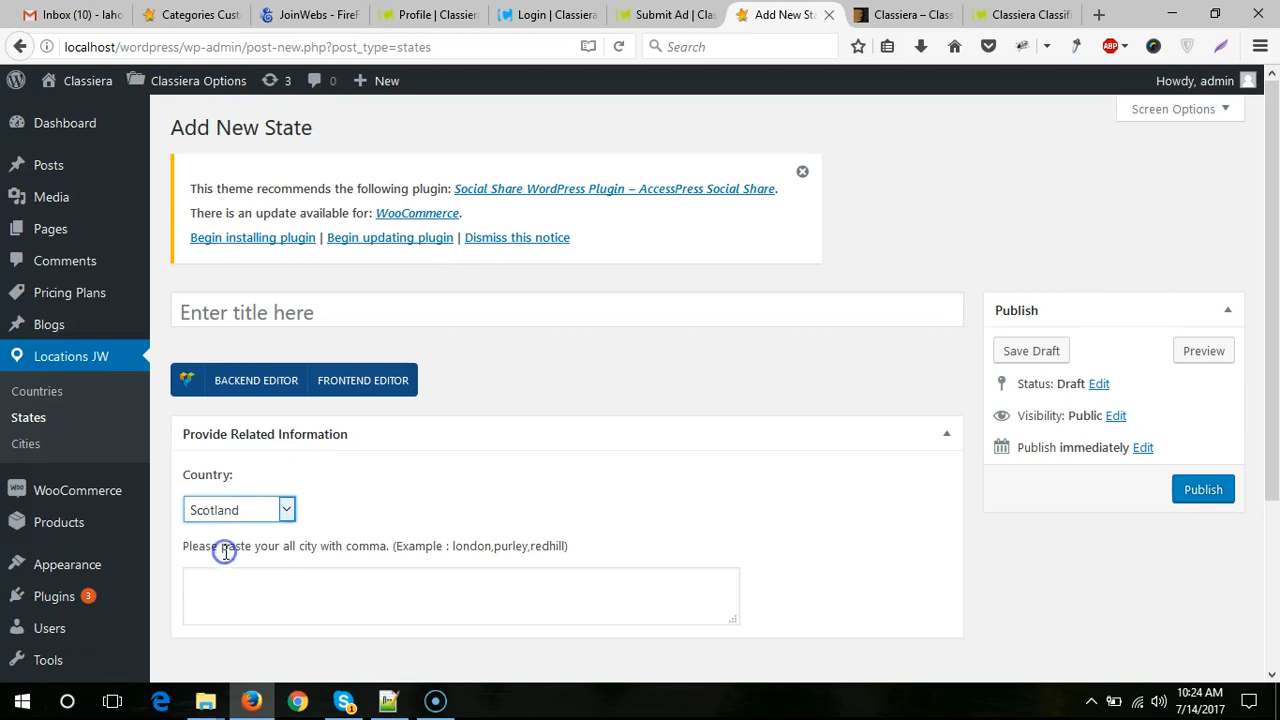 Inbox (10) - laho
Categories Cust
JoinWebs - FireF
Profile | Classier
Login | Classiera
Submit Ad | Clas
Add New Sta
Classiera – Clas
Classiera Classifi
localhost/wordpress/wp-admin/post-new.php?post_type=states
Search
ABP
Classiera
Classiera Options
3
0
New
Howdy, admin
Dashboard
Posts
Media
Pages
Comments
Pricing Plans
Blogs
Locations JW
Countries
States
Cities
WooCommerce
Products
Appearance
Plugins 3
Users
Tools
Screen Options
Add New State
This theme recommends the following plugin: Social Share WordPress Plugin – AccessPress Social Share.
There is an update available for: WooCommerce.
Begin installing plugin | Begin updating plugin | Dismiss this notice
Enter title here
BACKEND EDITOR
FRONTEND EDITOR
Provide Related Information
Country:
Scotland
Please paste your all city with comma. (Example : london,purley,redhill)
Publish
Save Draft
Preview
Status: Draft Edit
Visibility: Public Edit
Publish immediately Edit
Publish
10:24 AM
7/14/2017